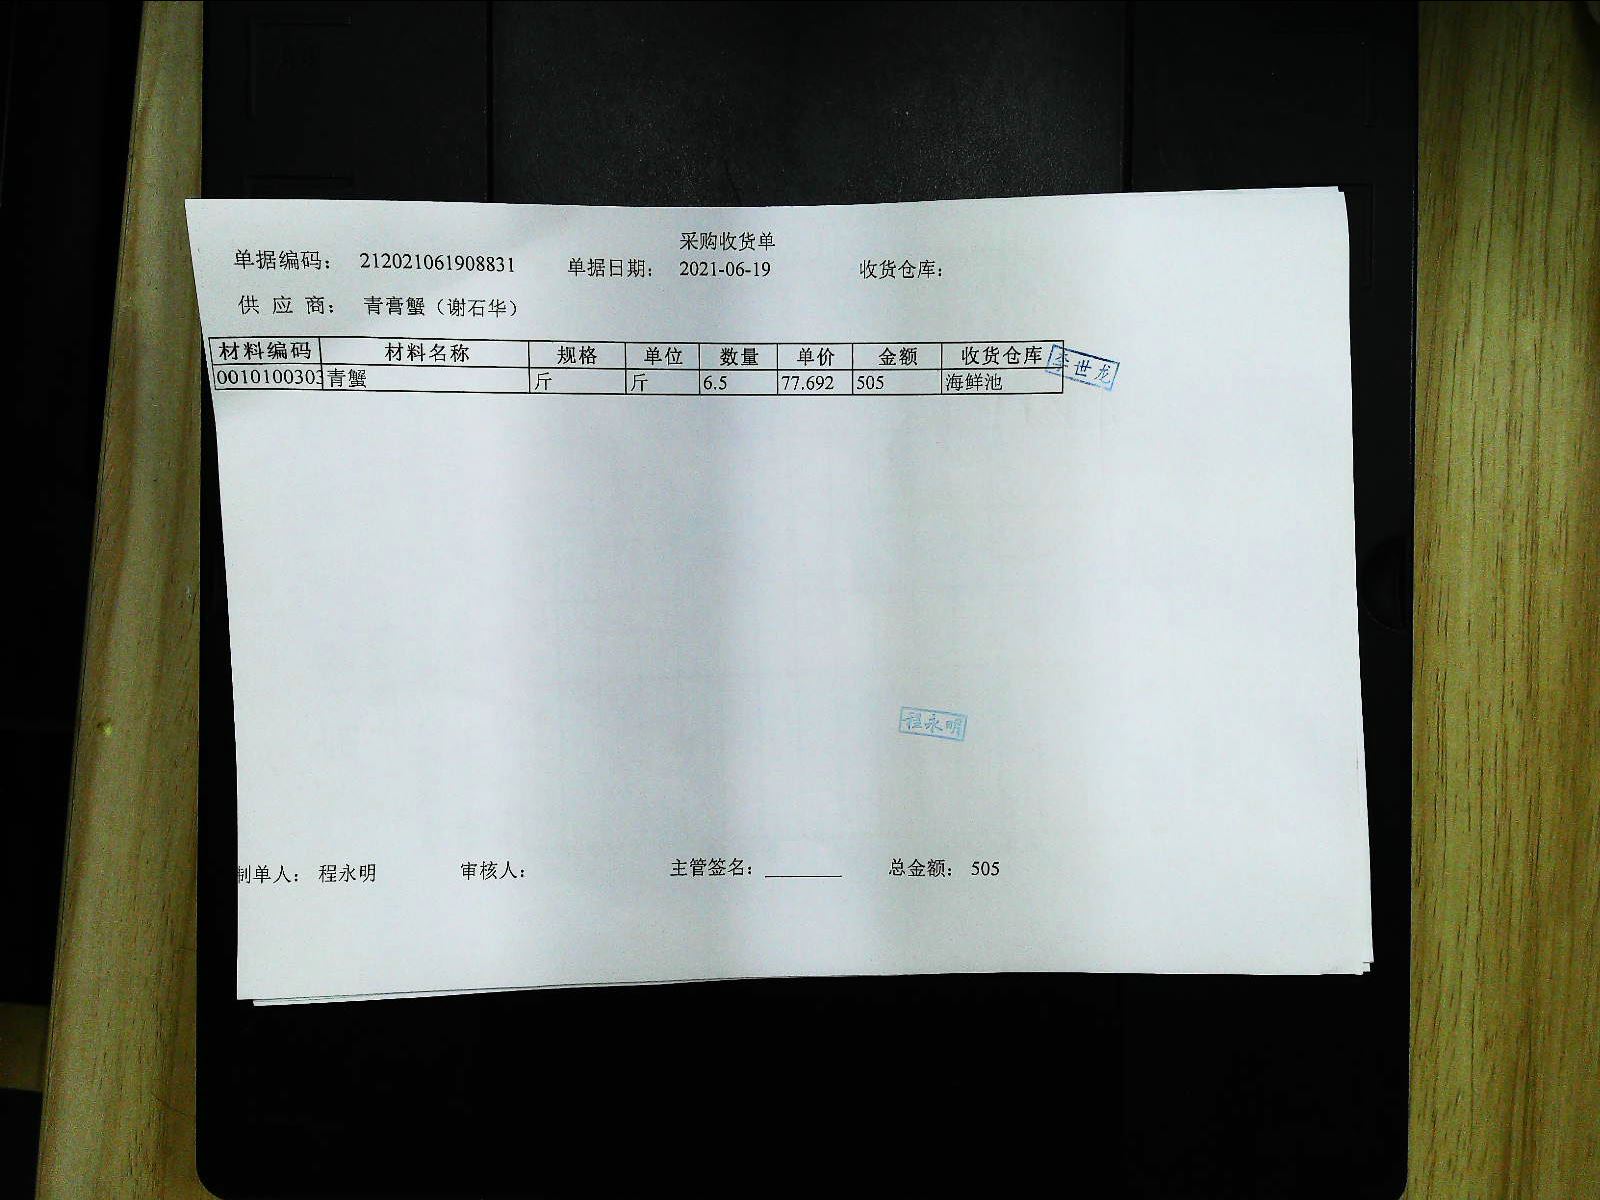 采购收货单
单据编码： 212021061908831 单据日期： 2021-06-19 收货仓库：
供 应 商： 青膏蟹（谢石华）
材料编码 材料名称 规格 单位 数量 单价 金额 收货仓库
0010100303 青蟹 斤 斤 6.5 77.692 505 海鲜池
李世龙
程永明
制单人： 程永明 审核人： 主管签名： 总金额： 505